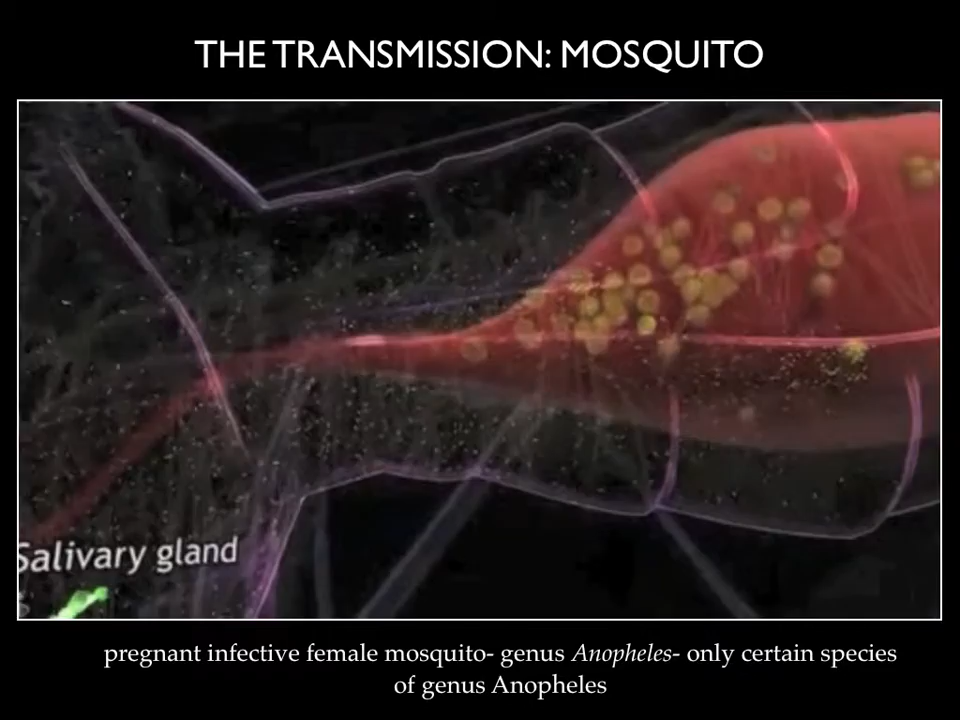 THE TRANSMISSION: MOSQUITO
Salivary gland
pregnant infective female mosquito- genus Anopheles- only certain species
of genus Anopheles